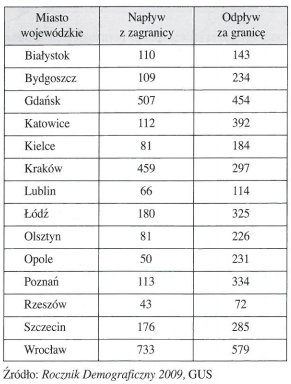 Miasto wojewódzkie Napływ z zagranicy Odpływ za granicę
Białystok 110 143
Bydgoszcz 109 234
Gdańsk 507 454
Katowice 112 392
Kielce 81 184
Kraków 459 297
Lublin 66 114
Łódź 180 325
Olsztyn 81 226
Opole 50 231
Poznań 113 334
Rzeszów 43 72
Szczecin 176 285
Wrocław 733 579
Źródło: Rocznik Demograficzny 2009, GUS